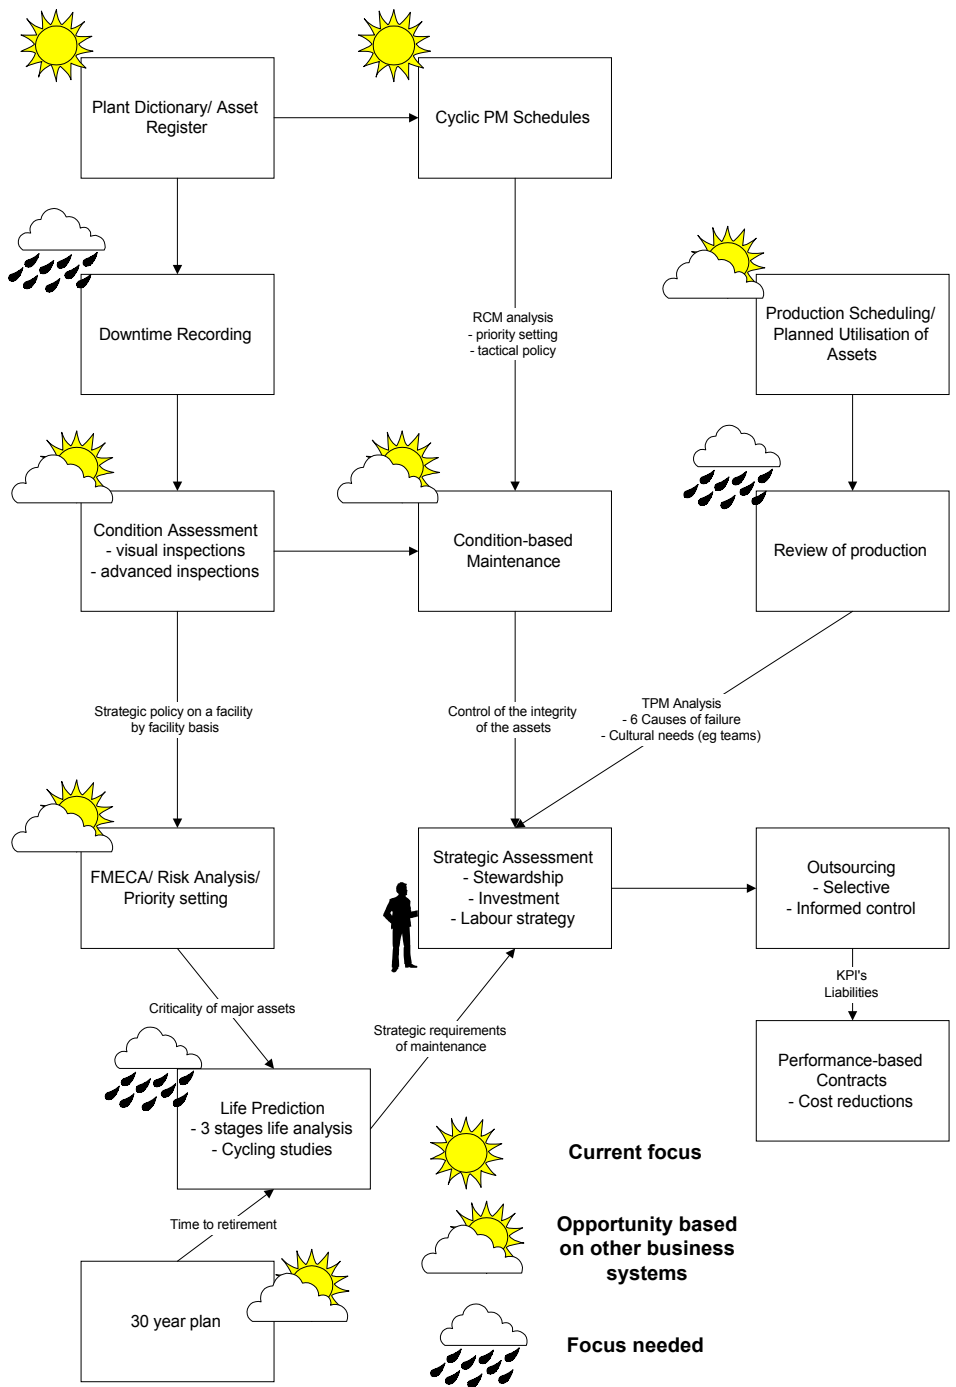 Plant Dictionary/ Asset
Register
Cyclic PM Schedules
Downtime Recording
RCM analysis
- priority setting
- tactical policy
Production Scheduling/
Planned Utilisation of
Assets
Condition Assessment
- visual inspections
- advanced inspections
Condition-based
Maintenance
Review of production
Strategic policy on a facility
by facility basis
Control of the integrity
of the assets
TPM Analysis
- 6 Causes of failure
- Cultural needs (eg teams)
FMECA/ Risk Analysis/
Priority setting
Strategic Assessment
- Stewardship
- Investment
- Labour strategy
Outsourcing
- Selective
- Informed control
Criticality of major assets
Strategic requirements
of maintenance
KPI's
Liabilities
Life Prediction
- 3 stages life analysis
- Cycling studies
Performance-based
Contracts
- Cost reductions
Time to retirement
30 year plan
Current focus
Opportunity based
on other business
systems
Focus needed